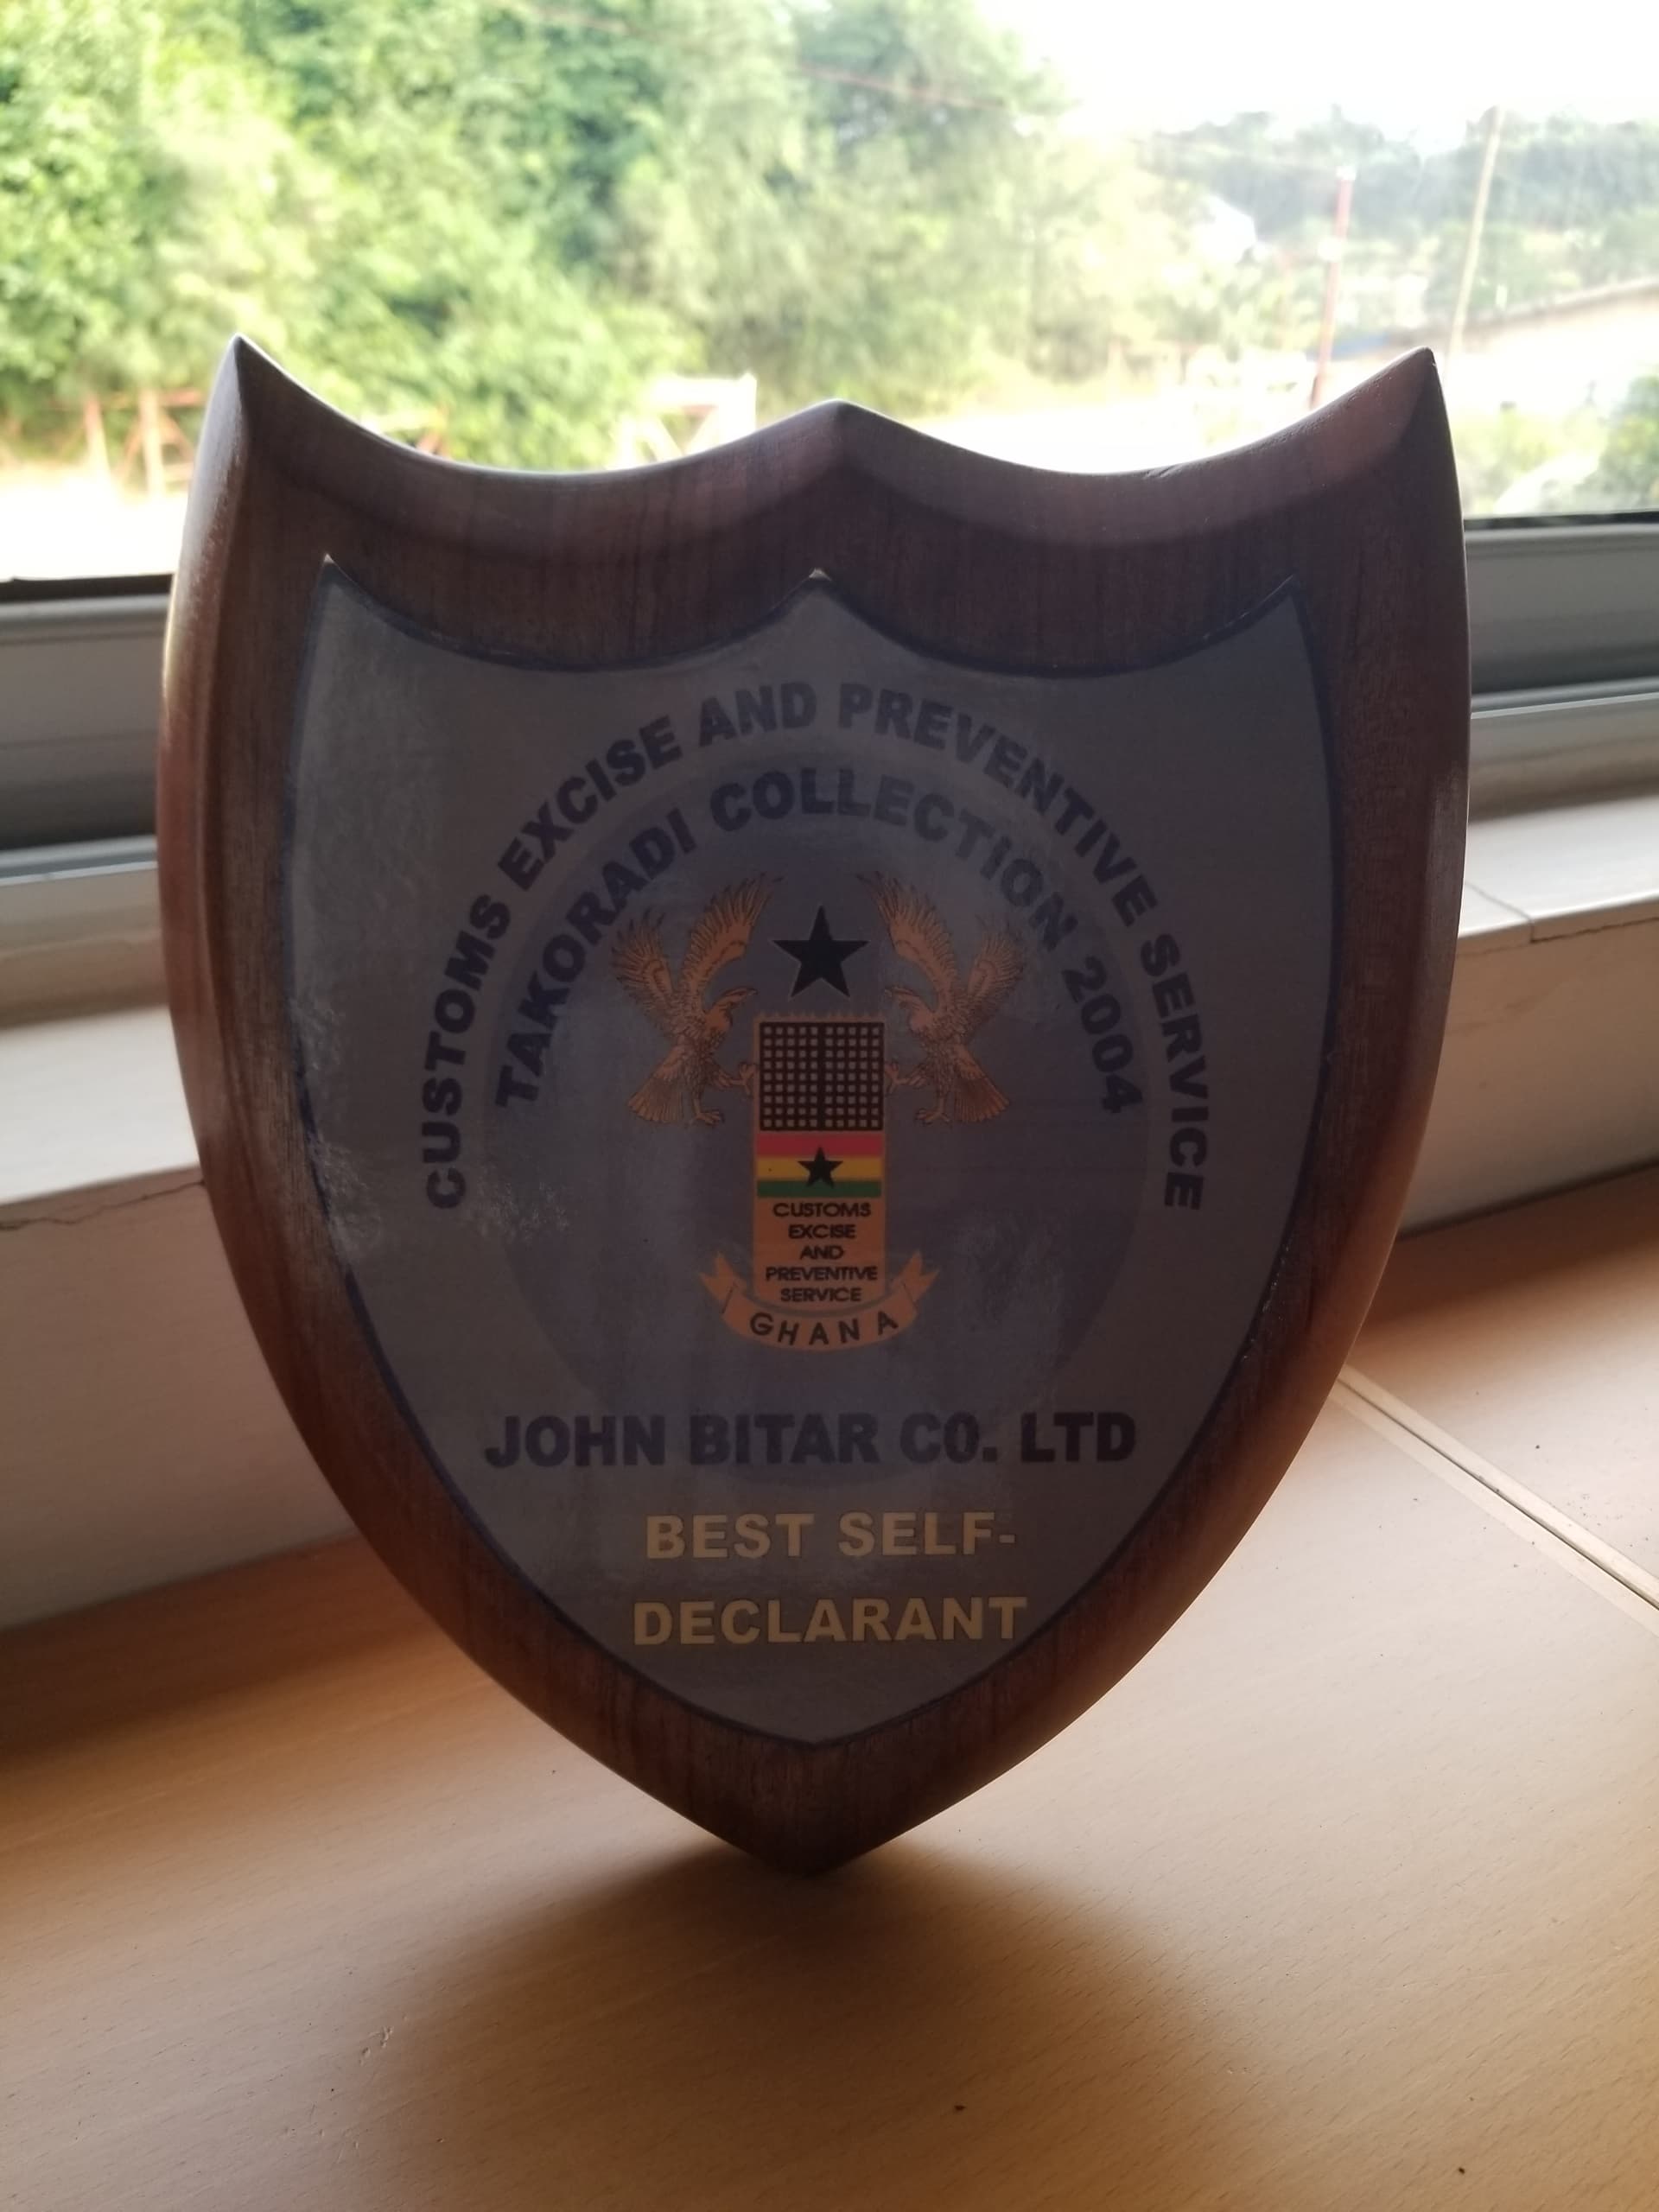 CUSTOMS EXCISE AND PREVENTIVE SERVICE
TAKORADI COLLECTION 2004
CUSTOMS
EXCISE
AND
PREVENTIVE
SERVICE
GHANA
JOHN BITAR CO. LTD
BEST SELF-
DECLARANT